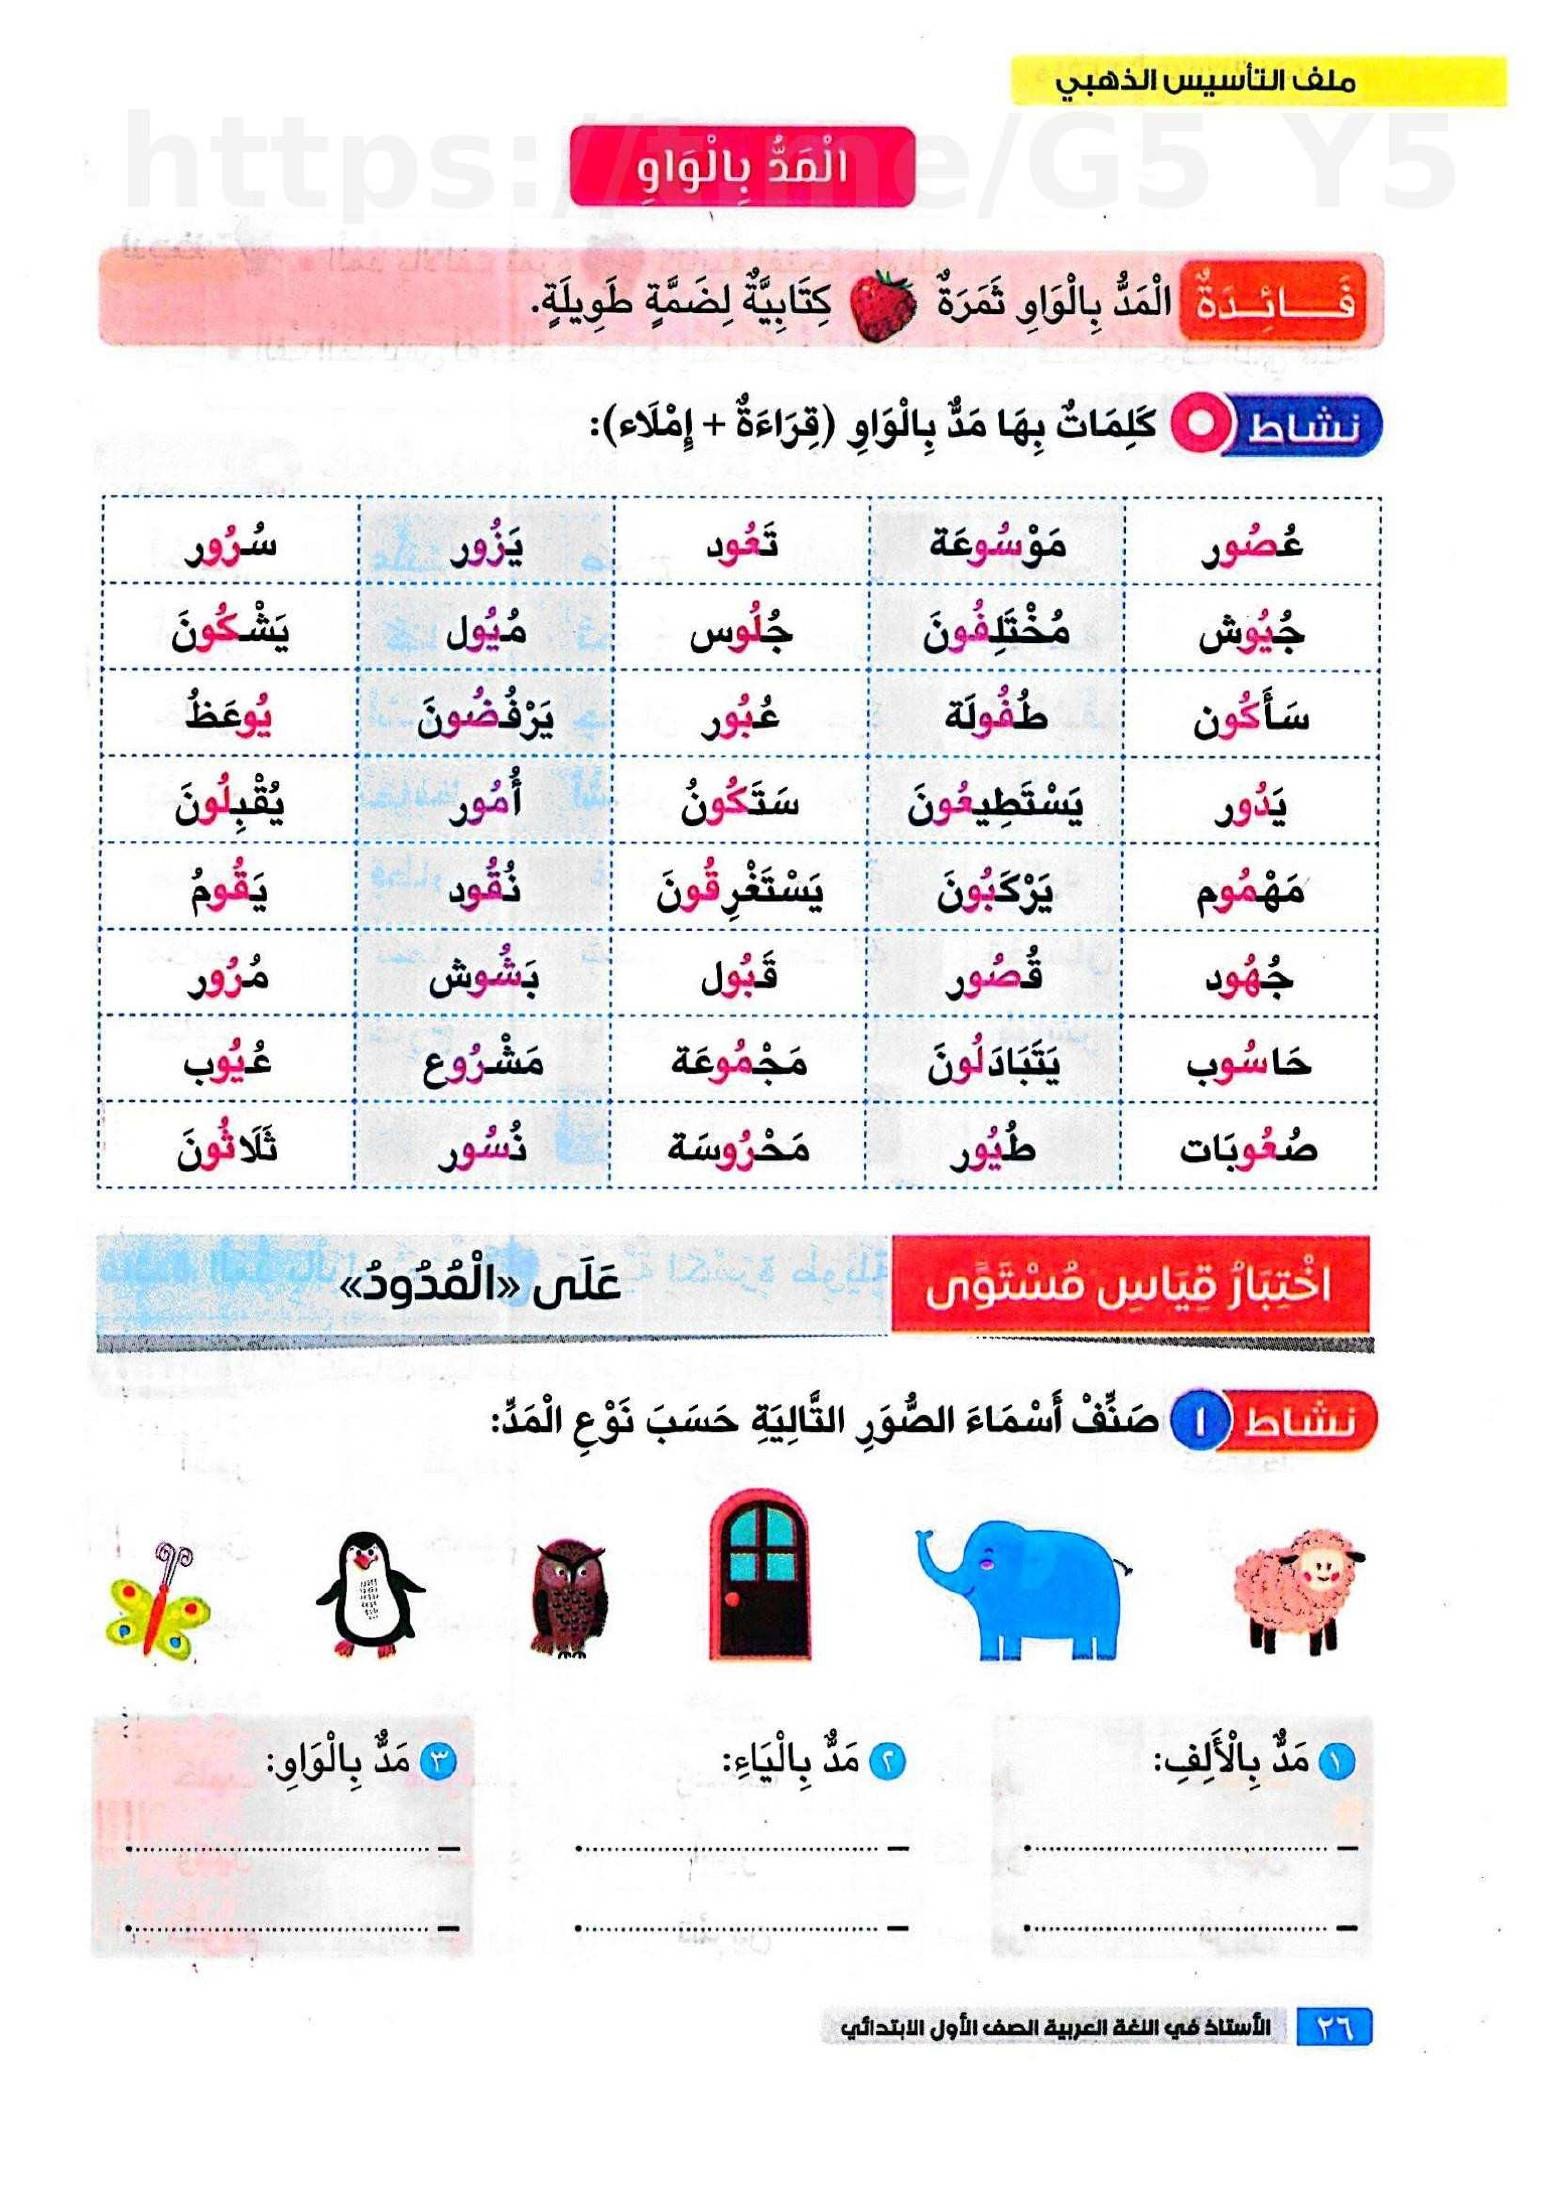 ملف التأسيس الذهبي
https://t.me/G5_Y5
الْمَدُّ بِالْوَاوِ
فَـــائِـدَةٌ الْمَدُّ بِالْوَاوِ ثَمَرَةٌ كِتَابِيَّةٌ لِضَمَّةٍ طَوِيلَةٍ.
نشاط كَلِمَاتٌ بِهَا مَدٌّ بِالْوَاوِ (قِرَاءَةٌ + إِمْلَاء):
عُصُور مَوْسُوعَة تَعُود يَزُور سُرُور
جُيُوش مُخْتَلِفُونَ جُلُوس مُيُول يَشْكُونَ
سَأَكُون طُفُولَة عُبُور يَرْفُضُونَ يُوعَظُ
يَدُور يَسْتَطِيعُونَ سَتَكُونُ أُمُور يُقْبِلُونَ
مَهْمُوم يَرْكَبُونَ يَسْتَغْرِقُونَ نُقُود يَقُومُ
جُهُود قُصُور قَبُول بَشُوش مُرُور
حَاسُوب يَتَبَادَلُونَ مَجْمُوعَة مَشْرُوع عُيُوب
صُعُوبَات طُيُور مَحْرُوسَة نُسُور ثَلَاثُونَ
اخْتِبَارُ قِيَاسِ مُسْتَوًى عَلَى «الْمُدُودُ»
نشاط ١ صَنِّفْ أَسْمَاءَ الصُّوَرِ التَّالِيَةِ حَسَبَ نَوْعِ الْمَدِّ:
١ مَدٌّ بِالْأَلِفِ: ٢ مَدٌّ بِالْيَاءِ: ٣ مَدٌّ بِالْوَاوِ:
٢٦ الأستاذ في اللغة العربية الصف الأول الابتدائي